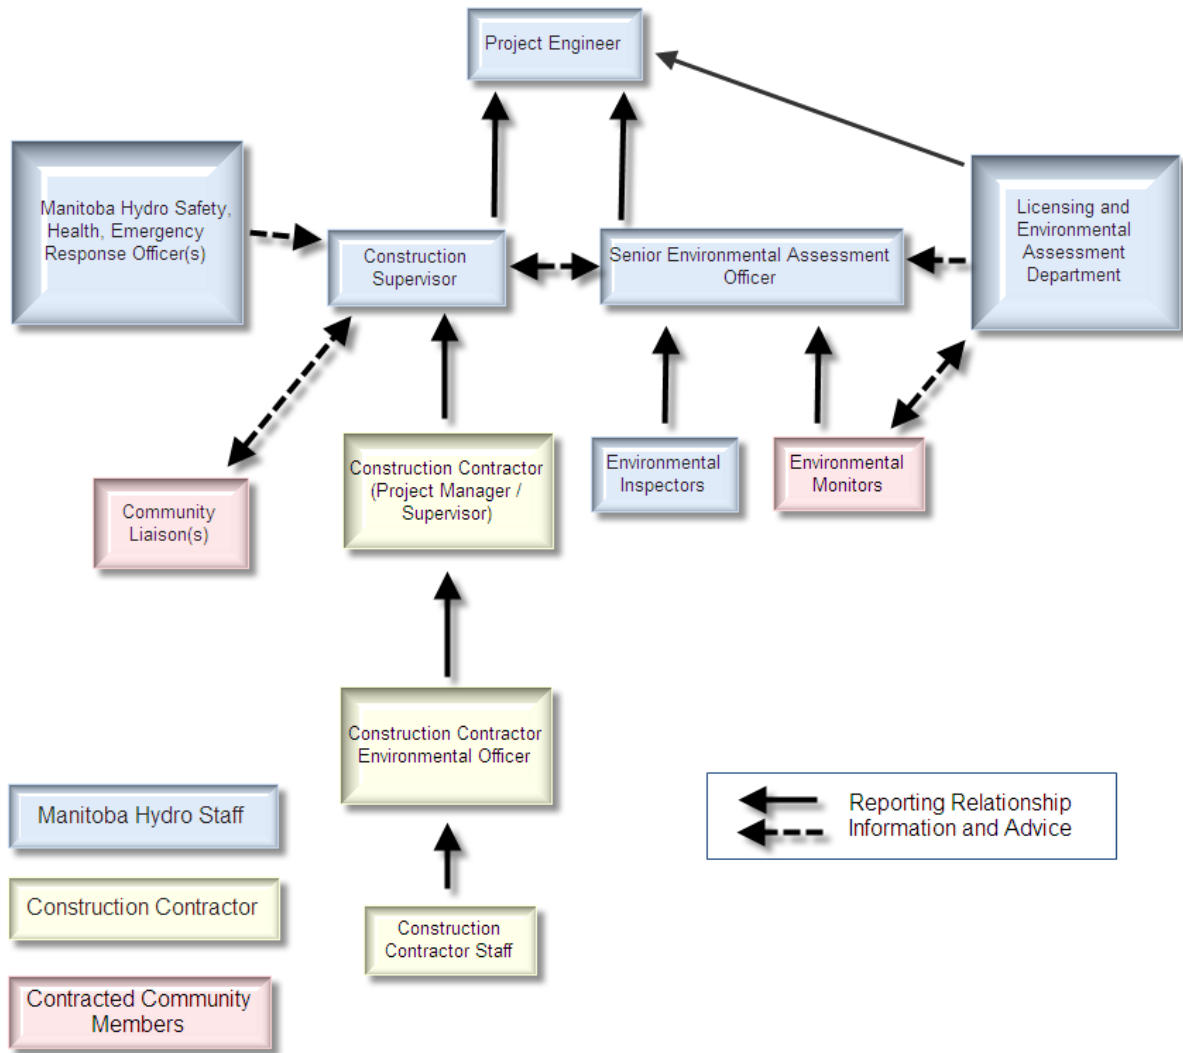 Project Engineer
Manitoba Hydro Safety,
Health, Emergency
Response Officer(s)
Construction
Supervisor
Senior Environmental Assessment
Officer
Licensing and
Environmental
Assessment
Department
Community
Liaison(s)
Construction Contractor
(Project Manager /
Supervisor)
Environmental
Inspectors
Environmental
Monitors
Construction Contractor
Environmental Officer
Construction
Contractor Staff
Manitoba Hydro Staff
Construction Contractor
Contracted Community
Members
Reporting Relationship
Information and Advice